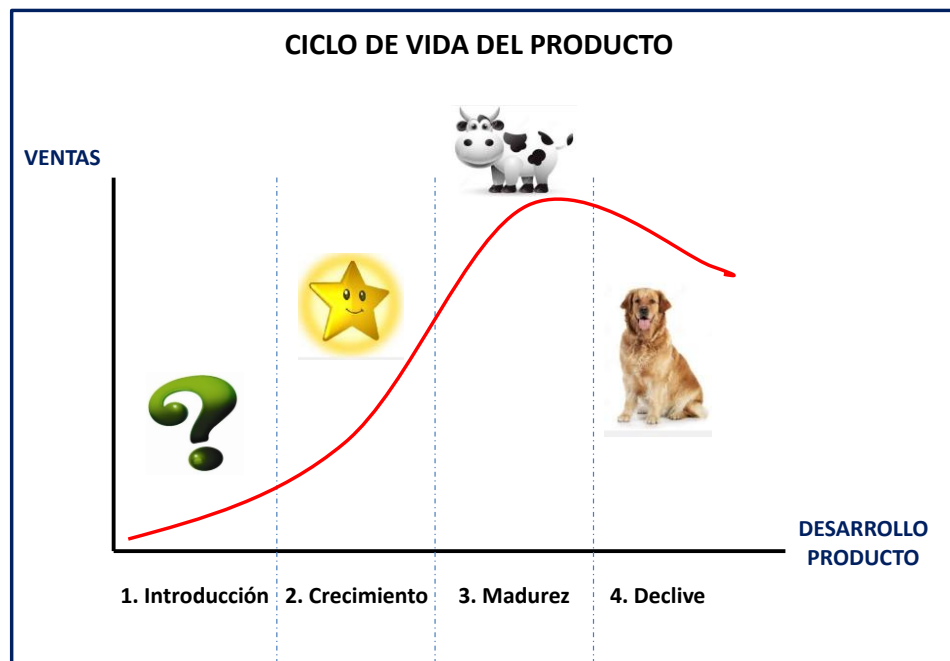 CICLO DE VIDA DEL PRODUCTO
VENTAS
DESARROLLO
PRODUCTO
1. Introducción
2. Crecimiento
3. Madurez
4. Declive